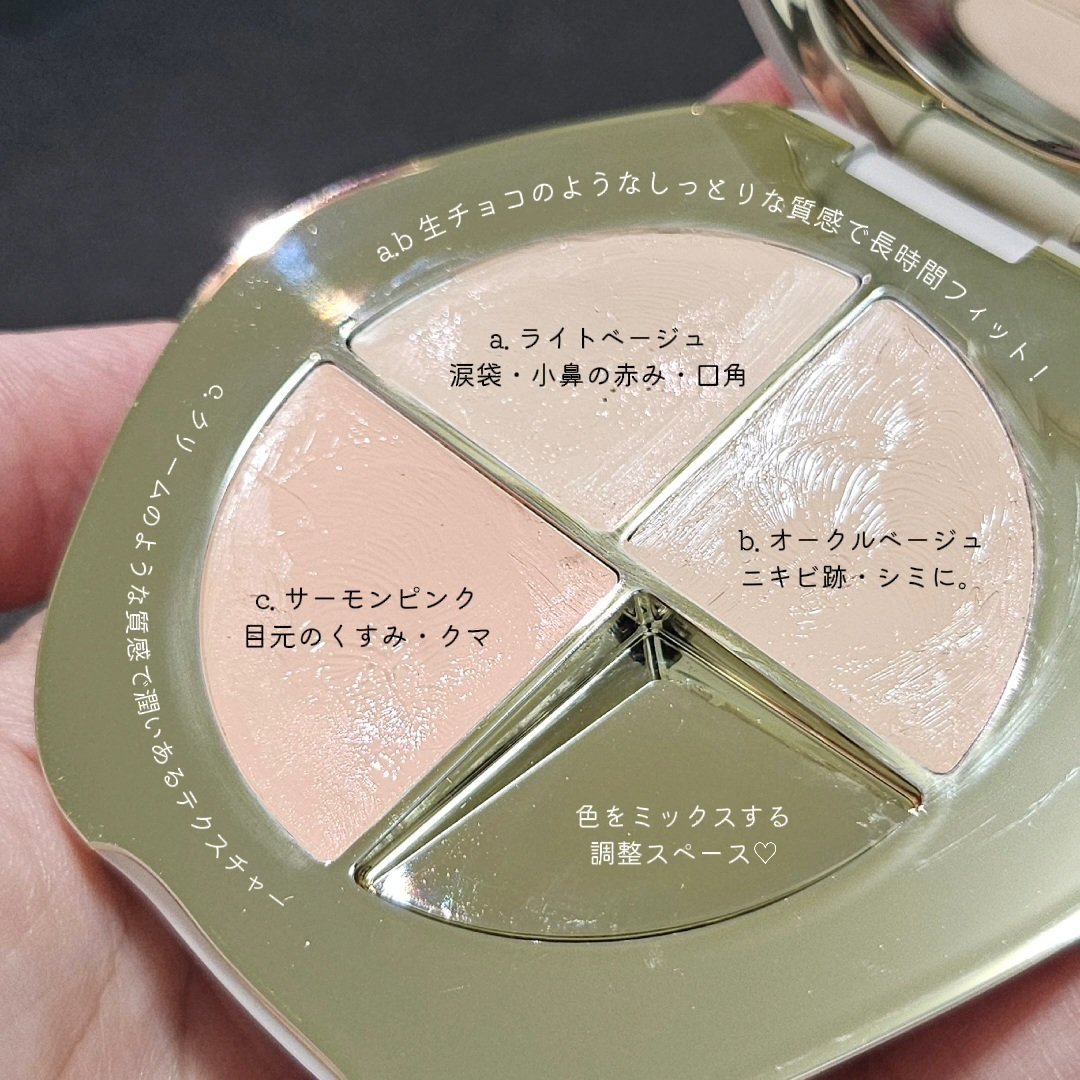 a.b 生チョコのようなしっとりな質感で長時間フィット！
a. ライトベージュ
涙袋・小鼻の赤み・口角
b. オークルベージュ
ニキビ跡・シミに。
c. サーモンピンク
目元のくすみ・クマ
c. クリームのような質感で潤いあるテクスチャー
色をミックスする
調整スペース♡